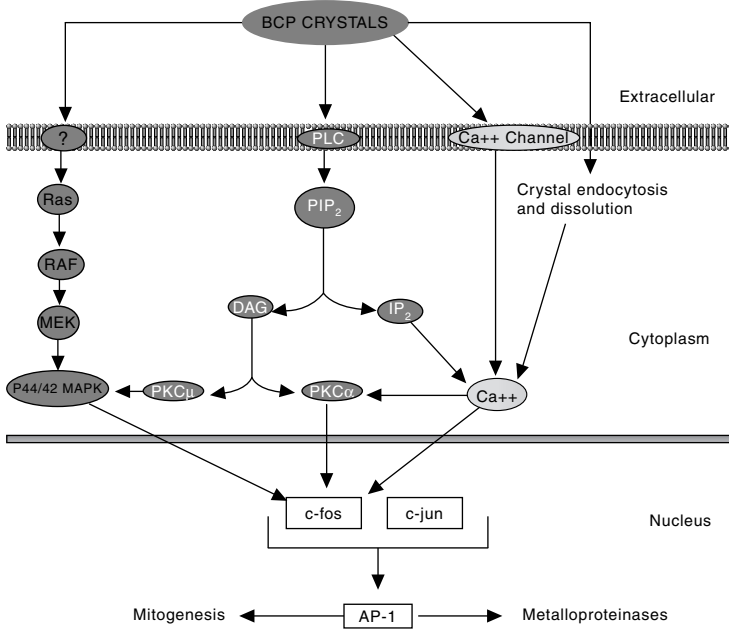 BCP CRYSTALS
Extracellular
?
PLC
Ca++ Channel
Ras
PIP₂
Crystal endocytosis
and dissolution
RAF
DAG
IP₂
MEK
Cytoplasm
P44/42 MAPK
PKCμ
PKCα
Ca++
c-fos
c-jun
Nucleus
Mitogenesis
AP-1
Metalloproteinases